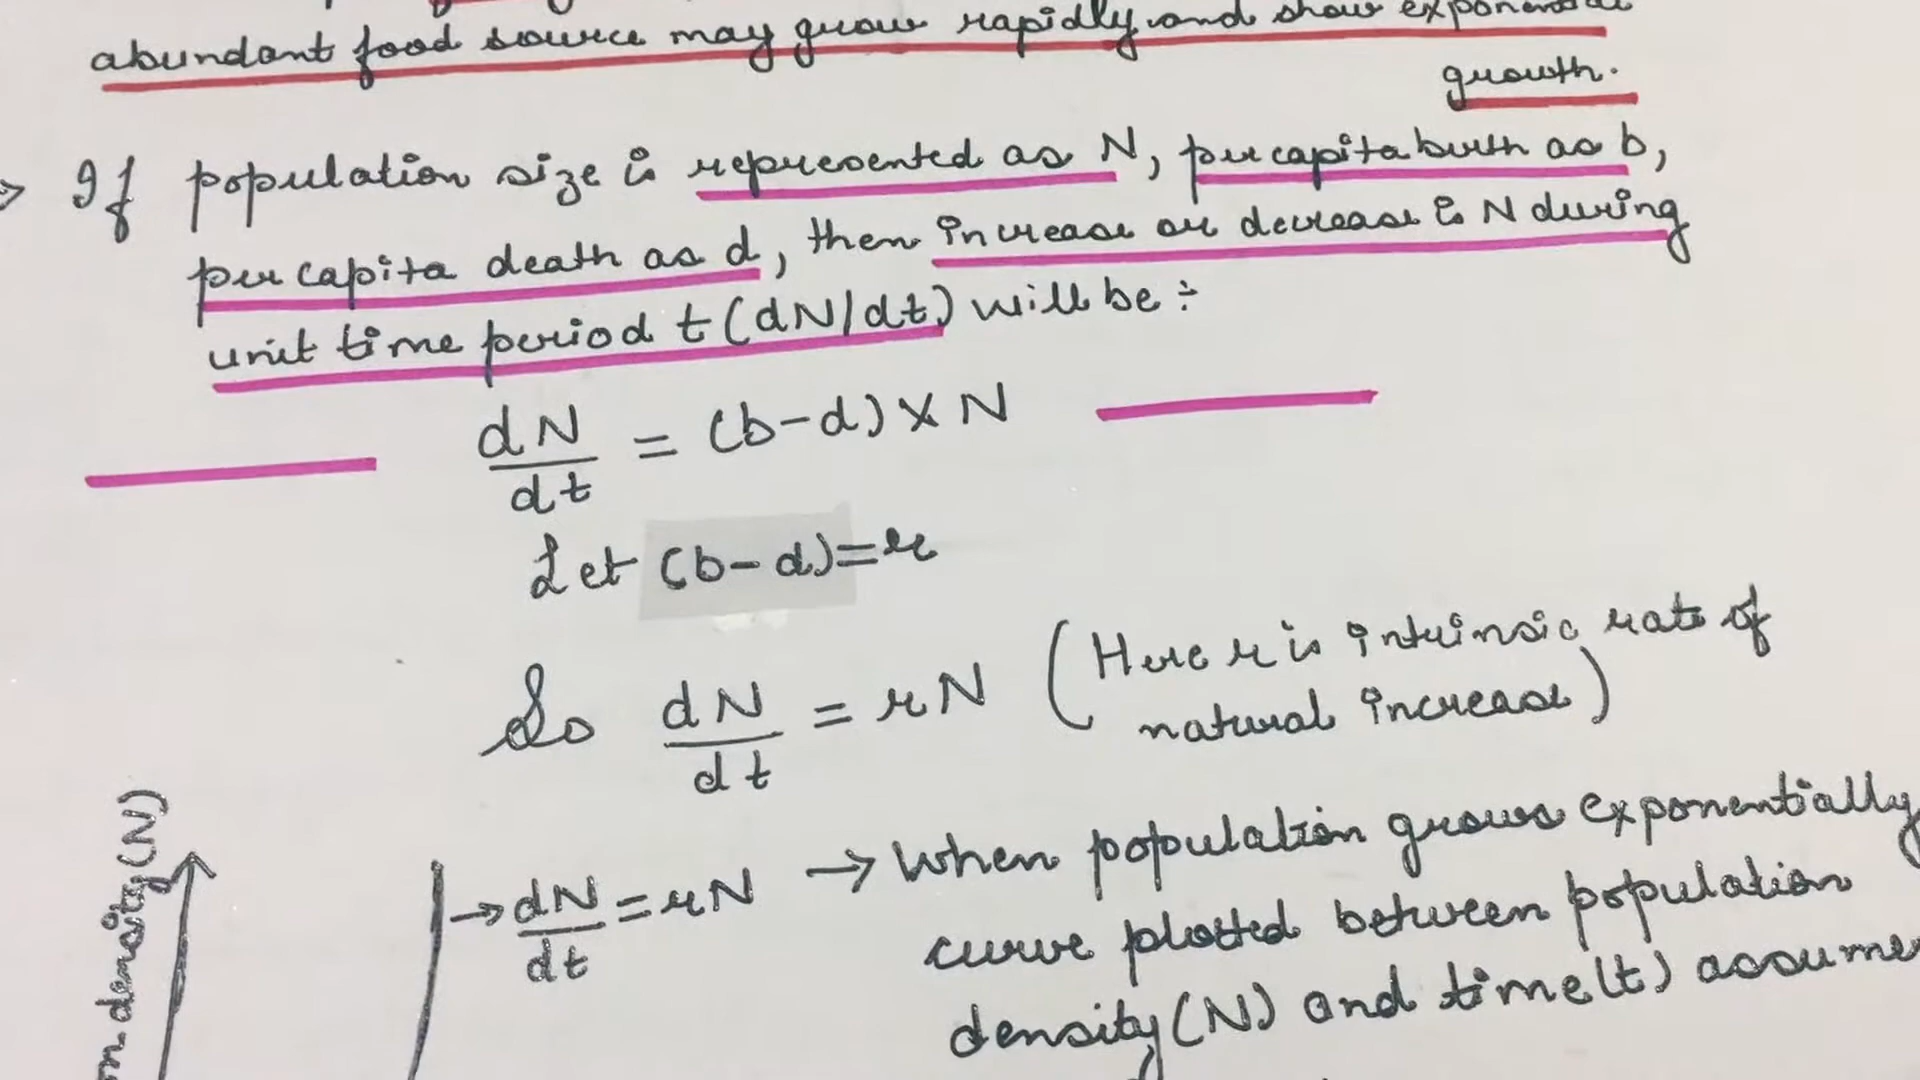 abundant food source may grow rapidly and show exponential
growth.
If population size is represented as N, per capita birth as b,
per capita death as d, then increase or decrease is N during
unit time period t (dN/dt) will be :
dN/dt = (b-d) × N
Let (b-d) = r
So dN/dt = rN (Here r is intrinsic rate of
natural increase)
→ dN/dt = rN → When population grows exponentially
curve plotted between population
density (N) and time (t) assume
density (N)